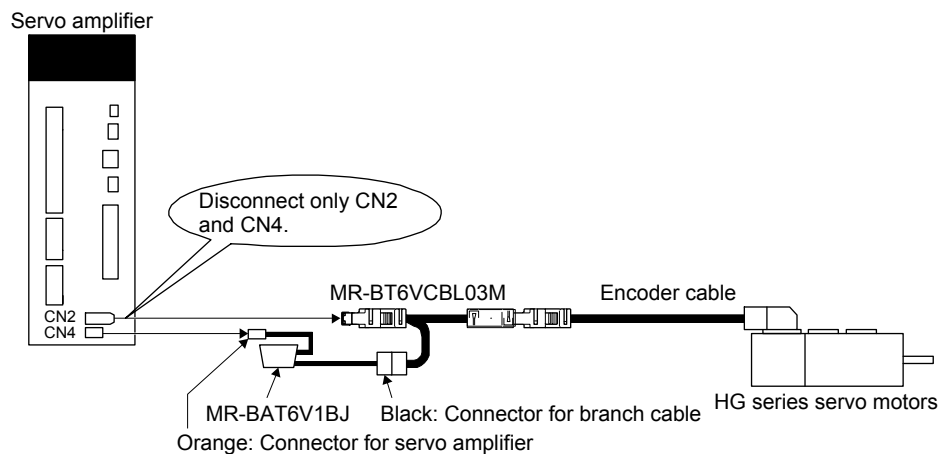 Servo amplifier
Disconnect only CN2
and CN4.
MR-BT6VCBL03M
Encoder cable
CN2
CN4
MR-BAT6V1BJ
Black: Connector for branch cable
HG series servo motors
Orange: Connector for servo amplifier